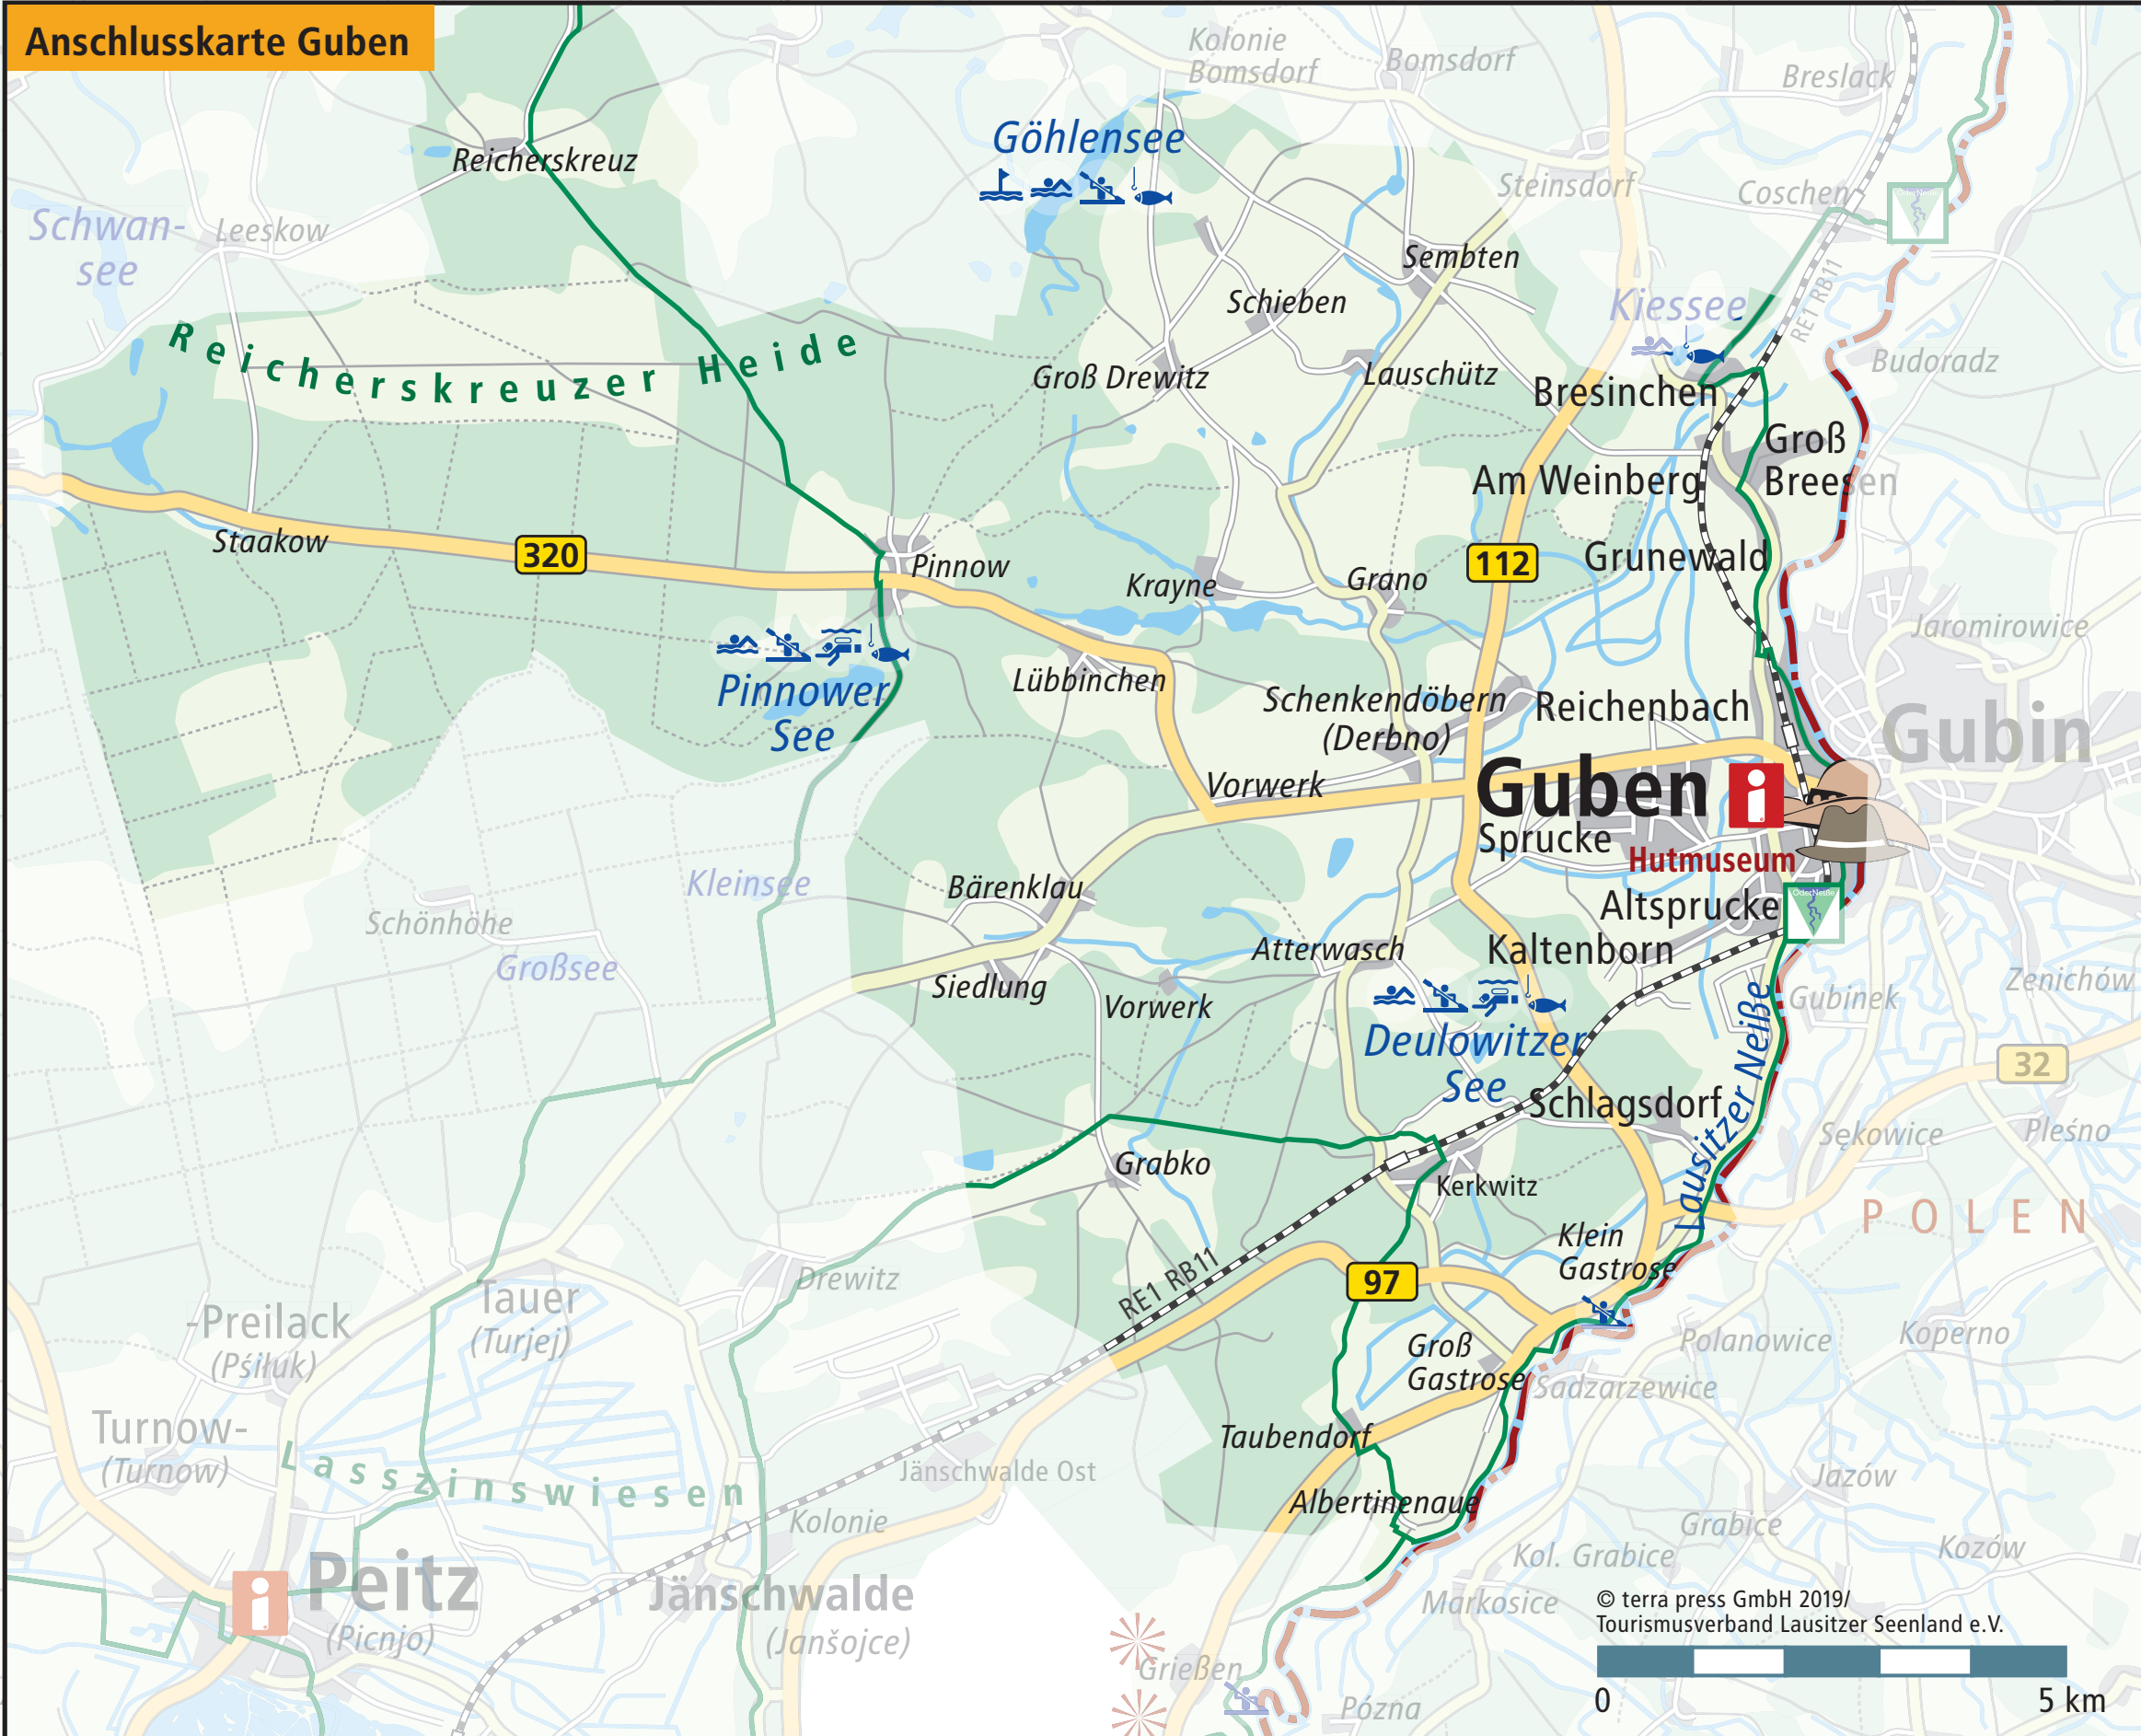 Anschlusskarte Guben
Kolonie
Bomsdorf
Bomsdorf
Breslack
Göhlensee
Reicherskreuz
Steinsdorf
Coschen
OderNeiße
Schwan-
see
Leeskow
Sembten
Schieben
Kiessee
RE1 RB11
Reicherskreuzer Heide
Groß Drewitz
Lauschütz
Bresinchen
Budoradz
Groß
Breesen
Am Weinberg
Staakow
320
Pinnow
Krayne
Grano
112
Grunewald
Jaromirowice
Pinnower
See
Lübbinchen
Schenkendöbern
(Derbno)
Reichenbach
Gubin
Vorwerk
Guben
Sprucke
Hutmuseum
Kleinsee
Bärenklau
Altsprucke
OderNeiße
Schönhöhe
Großsee
Atterwasch
Kaltenborn
Siedlung
Vorwerk
Gubinek
Zenichów
Deulowitzer
See
Lausitzer Neiße
32
Schlagsdorf
Sękowice
Pleśno
Grabko
Kerkwitz
POLEN
Klein
Gastrose
Drewitz
RE1 RB11
97
Tauer
(Turjej)
-Preilack
(Pśiłuk)
Groß
Gastrose
Polanowice
Koperno
Sadzarzewice
Turnow-
(Turnow)
Lasszinswiesen
Taubendorf
Jänschwalde Ost
Jazów
Albertinenaue
Kolonie
Grabice
Kol. Grabice
Kozów
Peitz
(Picnjo)
Jänschwalde
(Janšojce)
Markosice
© terra press GmbH 2019/
Tourismusverband Lausitzer Seenland e.V.
Grießen
Pózna
0
5 km